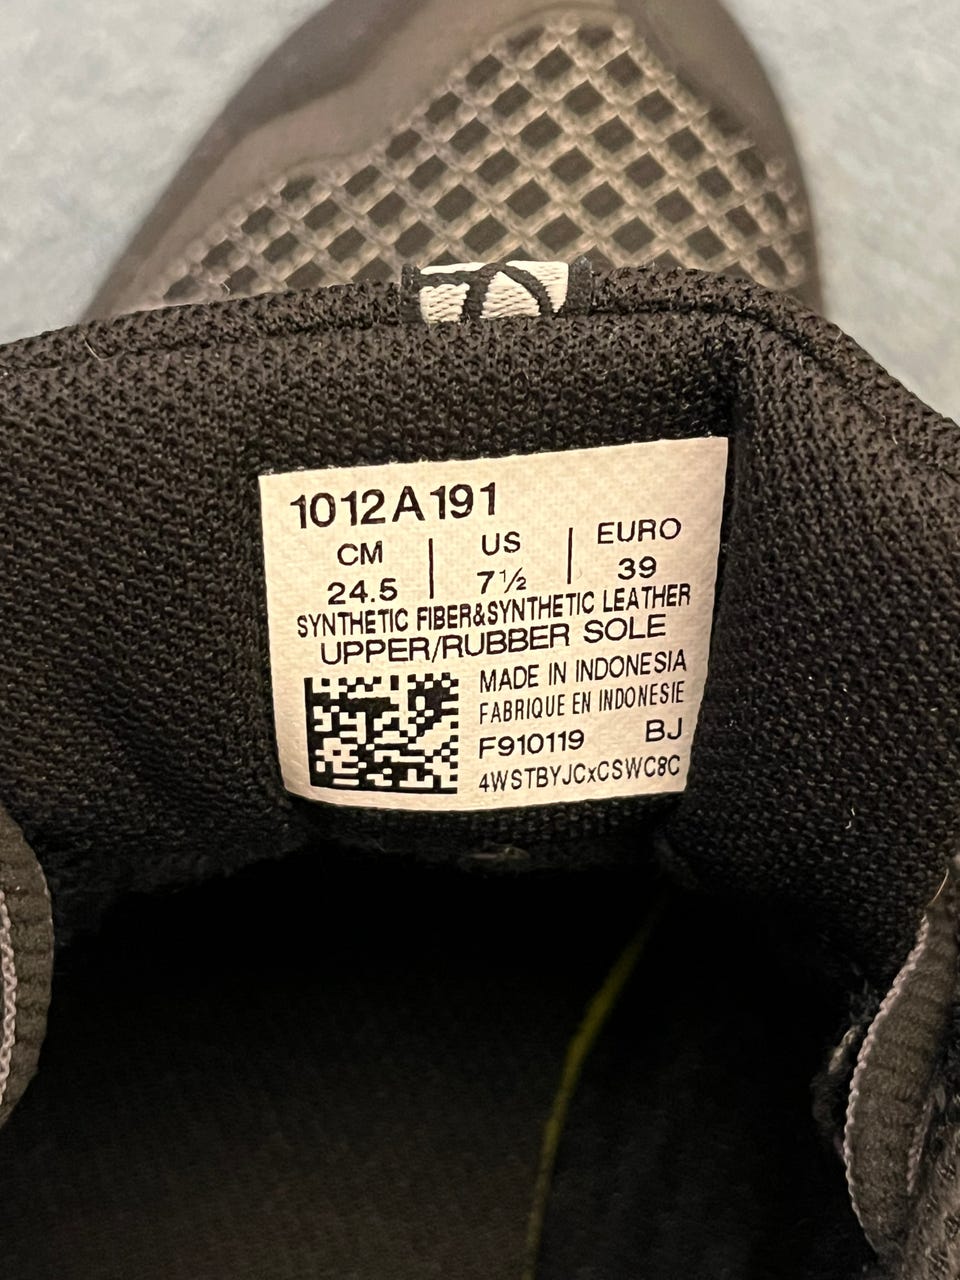 1012A191
CM | US | EURO
24.5 | 7½ | 39
SYNTHETIC FIBER&SYNTHETIC LEATHER
UPPER/RUBBER SOLE
MADE IN INDONESIA
FABRIQUE EN INDONESIE
F910119 BJ
4WSTBYJCxCSWC8C